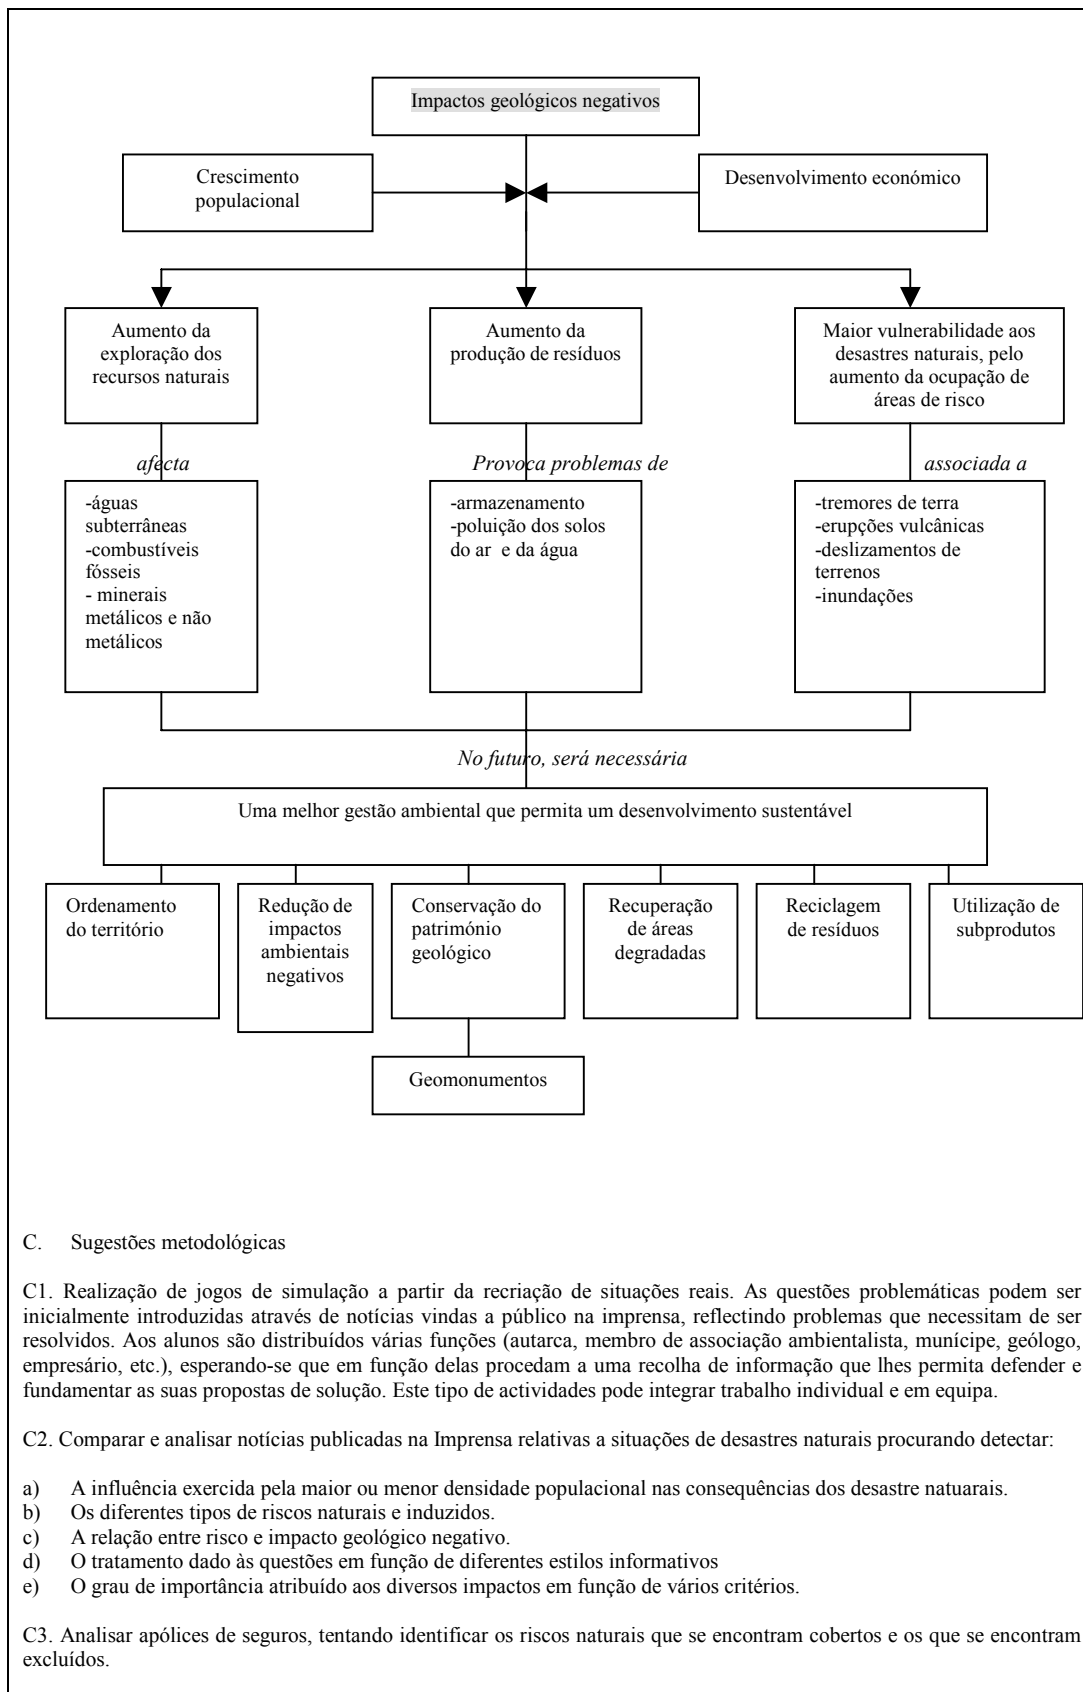 Impactos geológicos negativos
Crescimento
populacional
Desenvolvimento económico
Aumento da
exploração dos
recursos naturais
Aumento da
produção de resíduos
Maior vulnerabilidade aos
desastres naturais, pelo
aumento da ocupação de
áreas de risco
afecta
Provoca problemas de
associada a
-águas
subterrâneas
-combustíveis
fósseis
- minerais
metálicos e não
metálicos
-armazenamento
-poluição dos solos
do ar e da água
-tremores de terra
-erupções vulcânicas
-deslizamentos de
terrenos
-inundações
No futuro, será necessária
Uma melhor gestão ambiental que permita um desenvolvimento sustentável
Ordenamento
do território
Redução de
impactos
ambientais
negativos
Conservação do
património
geológico
Recuperação
de áreas
degradadas
Reciclagem
de resíduos
Utilização de
subprodutos
Geomonumentos
C. Sugestões metodológicas
C1. Realização de jogos de simulação a partir da recriação de situações reais. As questões problemáticas podem ser
inicialmente introduzidas através de notícias vindas a público na imprensa, reflectindo problemas que necessitam de ser
resolvidos. Aos alunos são distribuídos várias funções (autarca, membro de associação ambientalista, munícipe, geólogo,
empresário, etc.), esperando-se que em função delas procedam a uma recolha de informação que lhes permita defender e
fundamentar as suas propostas de solução. Este tipo de actividades pode integrar trabalho individual e em equipa.
C2. Comparar e analisar notícias publicadas na Imprensa relativas a situações de desastres naturais procurando detectar:
a) A influência exercida pela maior ou menor densidade populacional nas consequências dos desastre natuarais.
b) Os diferentes tipos de riscos naturais e induzidos.
c) A relação entre risco e impacto geológico negativo.
d) O tratamento dado às questões em função de diferentes estilos informativos
e) O grau de importância atribuído aos diversos impactos em função de vários critérios.
C3. Analisar apólices de seguros, tentando identificar os riscos naturais que se encontram cobertos e os que se encontram
excluídos.